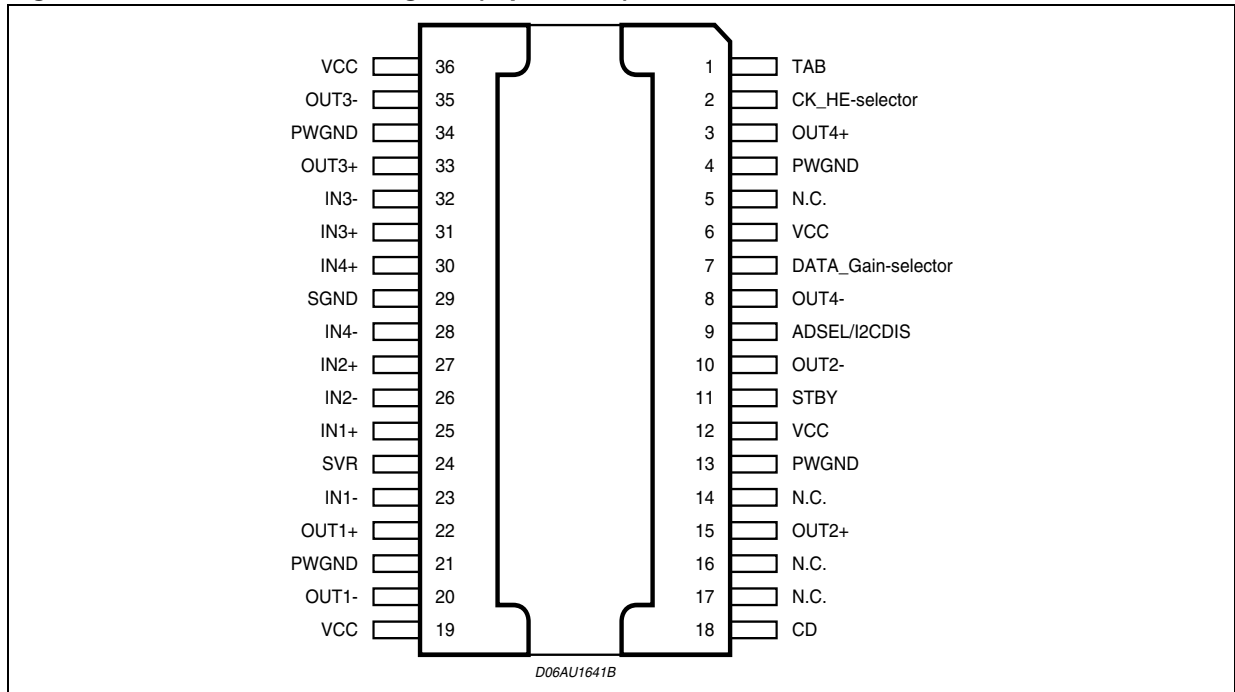 VCC 36 1 TAB
OUT3- 35 2 CK_HE-selector
PWGND 34 3 OUT4+
OUT3+ 33 4 PWGND
IN3- 32 5 N.C.
IN3+ 31 6 VCC
IN4+ 30 7 DATA_Gain-selector
SGND 29 8 OUT4-
IN4- 28 9 ADSEL/I2CDIS
IN2+ 27 10 OUT2-
IN2- 26 11 STBY
IN1+ 25 12 VCC
SVR 24 13 PWGND
IN1- 23 14 N.C.
OUT1+ 22 15 OUT2+
PWGND 21 16 N.C.
OUT1- 20 17 N.C.
VCC 19 18 CD
D06AU1641B